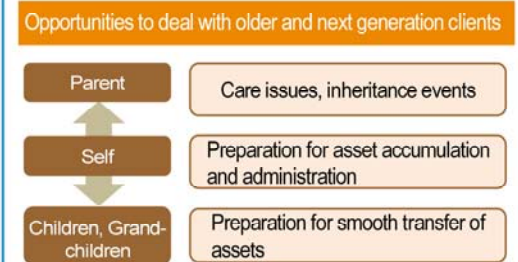 Opportunities to deal with older and next generation clients
Parent
Care issues, inheritance events
Self
Preparation for asset accumulation
and administration
Children, Grand-
children
Preparation for smooth transfer of
assets